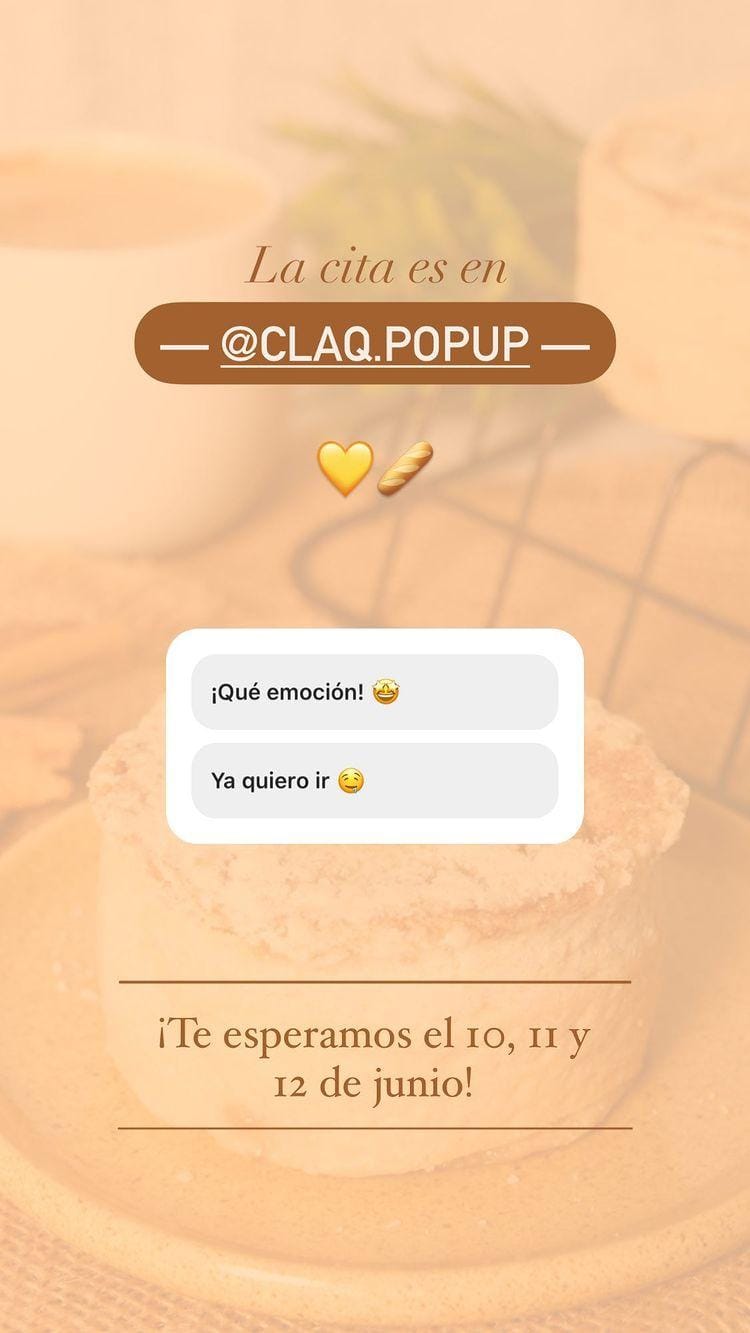 La cita es en
— @CLAQ.POPUP —
💛🥖
¡Qué emoción! 🤩
Ya quiero ir 🤤
¡Te esperamos el 10, 11 y
12 de junio!